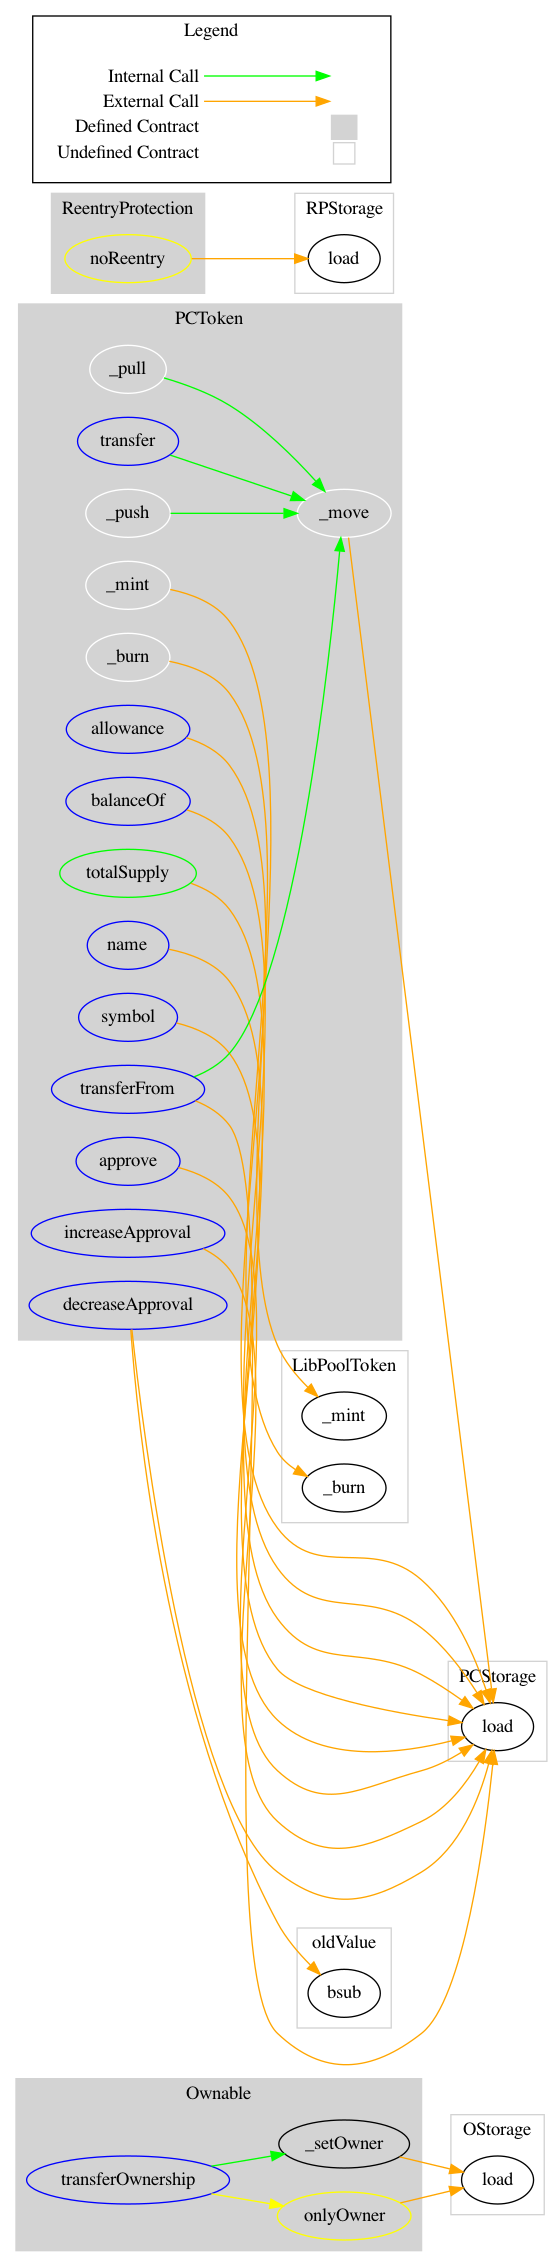 Legend
Internal Call
External Call
Defined Contract
Undefined Contract
ReentryProtection
RPStorage
noReentry
load
PCToken
_pull
transfer
_push
_move
_mint
_burn
allowance
balanceOf
totalSupply
name
symbol
transferFrom
approve
increaseApproval
decreaseApproval
LibPoolToken
_mint
_burn
PCStorage
load
oldValue
bsub
Ownable
OStorage
_setOwner
transferOwnership
load
onlyOwner